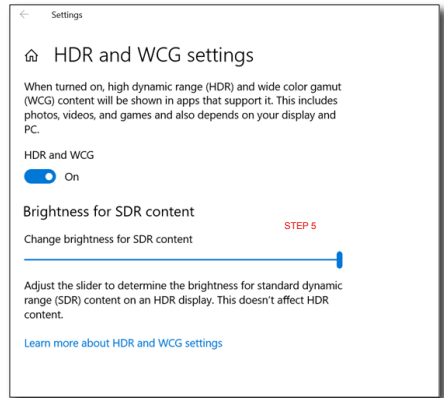 Settings
HDR and WCG settings
When turned on, high dynamic range (HDR) and wide color gamut
(WCG) content will be shown in apps that support it. This includes
photos, videos, and games and also depends on your display and
PC.
HDR and WCG
On
Brightness for SDR content
STEP 5
Change brightness for SDR content
Adjust the slider to determine the brightness for standard dynamic
range (SDR) content on an HDR display. This doesn't affect HDR
content.
Learn more about HDR and WCG settings